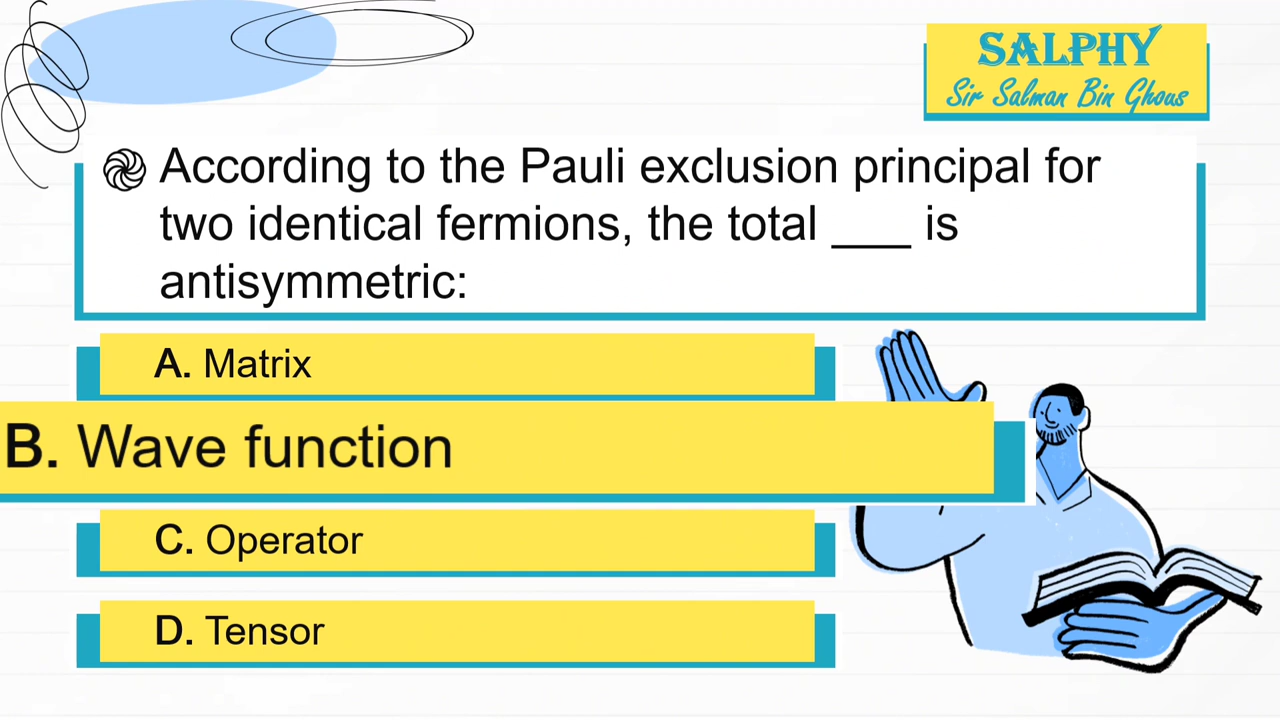 SALPHY
Sir Salman Bin Ghous
According to the Pauli exclusion principal for
two identical fermions, the total ___ is
antisymmetric:
A. Matrix
B. Wave function
C. Operator
D. Tensor